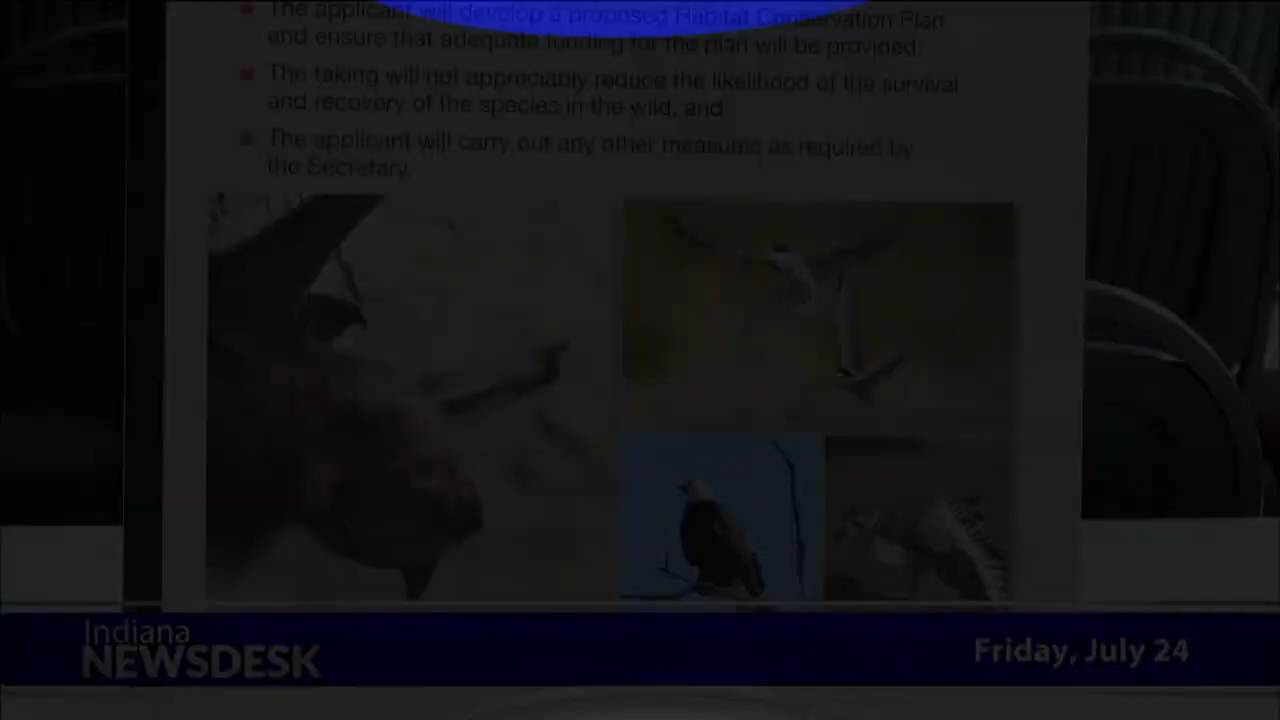 The applicant will develop a proposed Habitat Conservation Plan
and ensure that adequate funding for the plan will be provided;
The taking will not appreciably reduce the likelihood of the survival
and recovery of the species in the wild; and
The applicant will carry out any other measures as required by
the Secretary.
Indiana
NEWSDESK
Friday, July 24